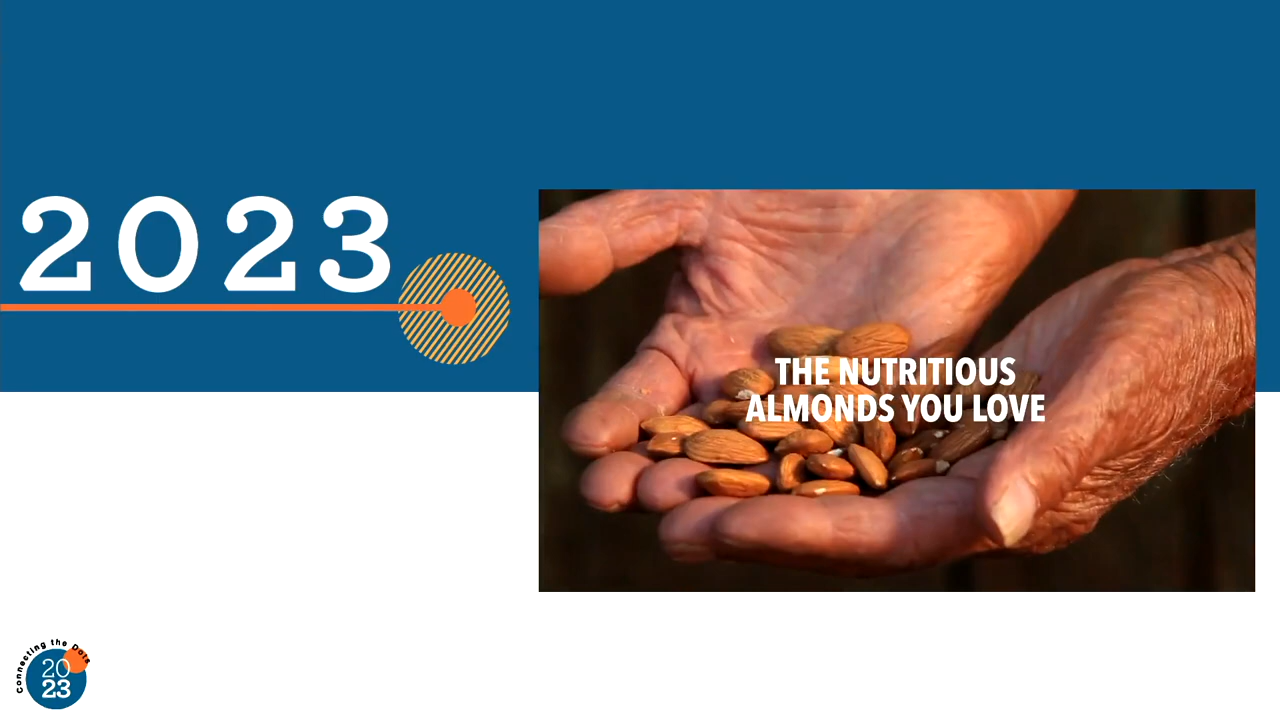 2023
THE NUTRITIOUS
ALMONDS YOU LOVE
Connecting the Dots
20
23